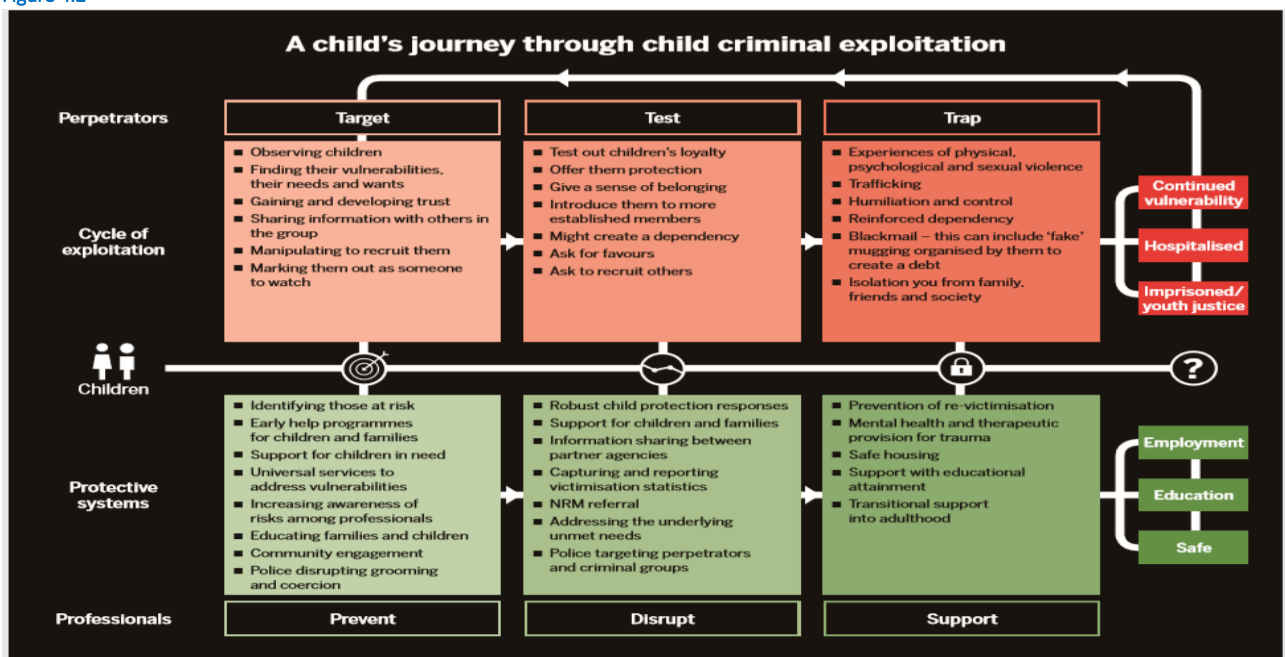 A child's journey through child criminal exploitation
Perpetrators
Target
Test
Trap
Cycle of
exploitation
■ Observing children
■ Finding their vulnerabilities,
their needs and wants
■ Gaining and developing trust
■ Sharing information with others in
the group
■ Manipulating to recruit them
■ Marking them out as someone
to watch
■ Test out children's loyalty
■ Offer them protection
■ Give a sense of belonging
■ Introduce them to more
established members
■ Might create a dependency
■ Ask for favours
■ Ask to recruit others
■ Experiences of physical,
psychological and sexual violence
■ Trafficking
■ Humiliation and control
■ Reinforced dependency
■ Blackmail – this can include 'fake'
mugging organised by them to
create a debt
■ Isolation you from family,
friends and society
Continued
vulnerability
Hospitalised
Imprisoned/
youth justice
Children
?
Protective
systems
■ Identifying those at risk
■ Early help programmes
for children and families
■ Support for children in need
■ Universal services to
address vulnerabilities
■ Increasing awareness of
risks among professionals
■ Educating families and children
■ Community engagement
■ Police disrupting grooming
and coercion
■ Robust child protection responses
■ Support for children and families
■ Information sharing between
partner agencies
■ Capturing and reporting
victimisation statistics
■ NRM referral
■ Addressing the underlying
unmet needs
■ Police targeting perpetrators
and criminal groups
■ Prevention of re-victimisation
■ Mental health and therapeutic
provision for trauma
■ Safe housing
■ Support with educational
attainment
■ Transitional support
into adulthood
Employment
Education
Safe
Professionals
Prevent
Disrupt
Support